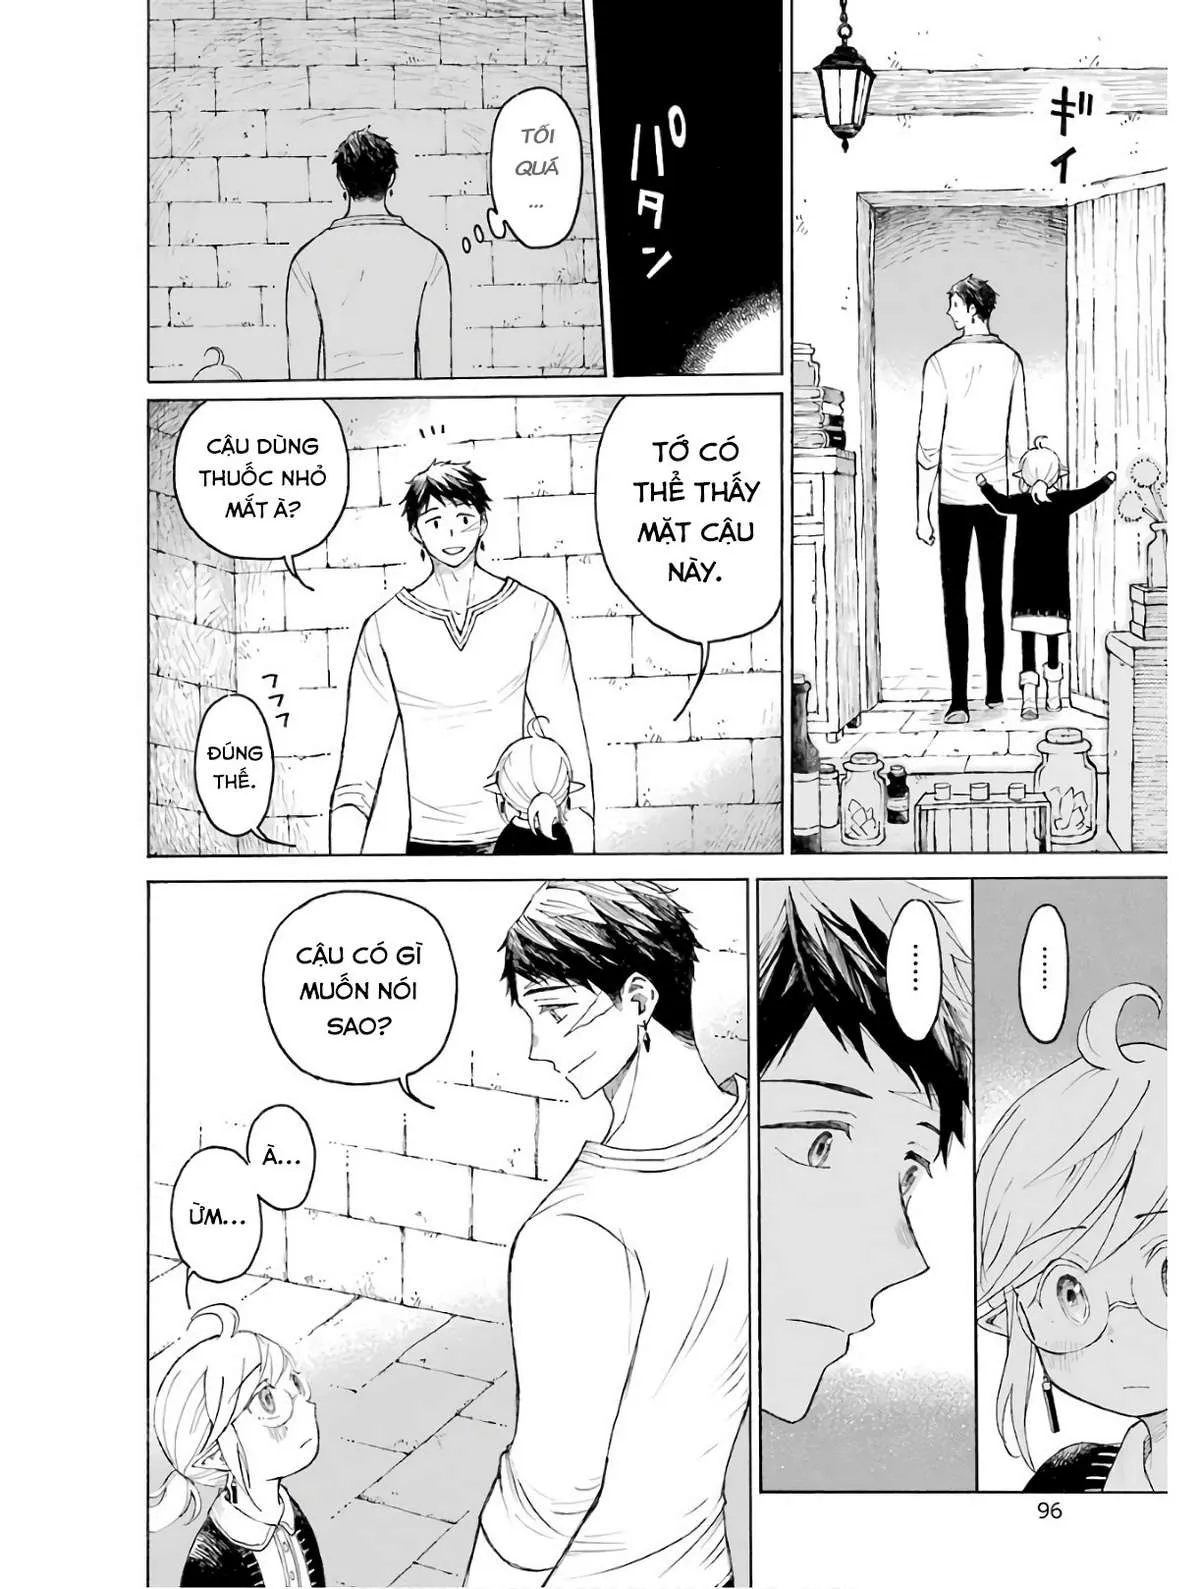 ギィ
パタン
TỐI
QUÁ
...
TỚ CÓ
THỂ THẤY
MẶT CẬU
NÀY.
CẬU DÙNG
THUỐC NHỎ
MẮT À?
フフフ
ĐÚNG
THẾ.
......
......
CẬU CÓ GÌ
MUỐN NÓI
SAO?
À...
ỪM...
96